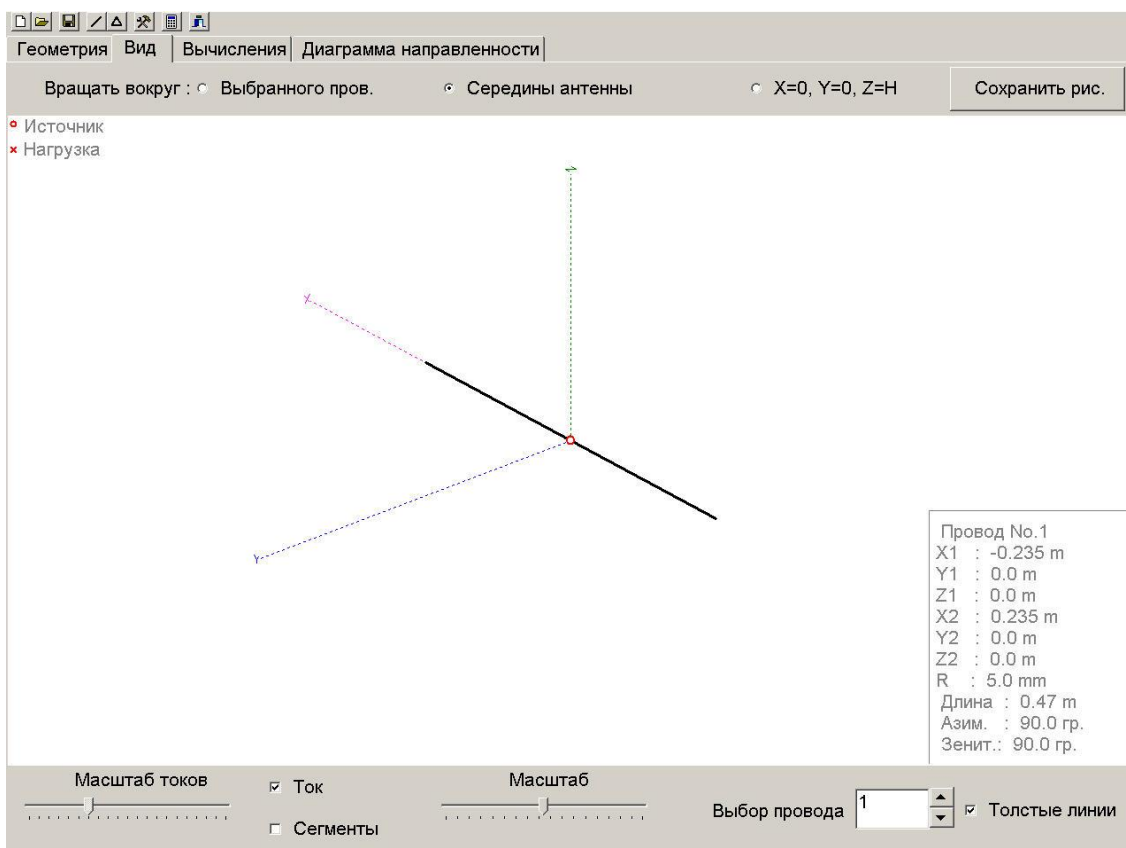 Геометрия Вид Вычисления Диаграмма направленности
Вращать вокруг : Выбранного пров. Середины антенны X=0, Y=0, Z=H Сохранить рис.
Источник
Нагрузка
Z
X
Y
Провод No.1
X1 : -0.235 m
Y1 : 0.0 m
Z1 : 0.0 m
X2 : 0.235 m
Y2 : 0.0 m
Z2 : 0.0 m
R : 5.0 mm
Длина : 0.47 m
Азим. : 90.0 гр.
Зенит.: 90.0 гр.
Масштаб токов Ток Масштаб
Выбор провода 1 Толстые линии
Сегменты